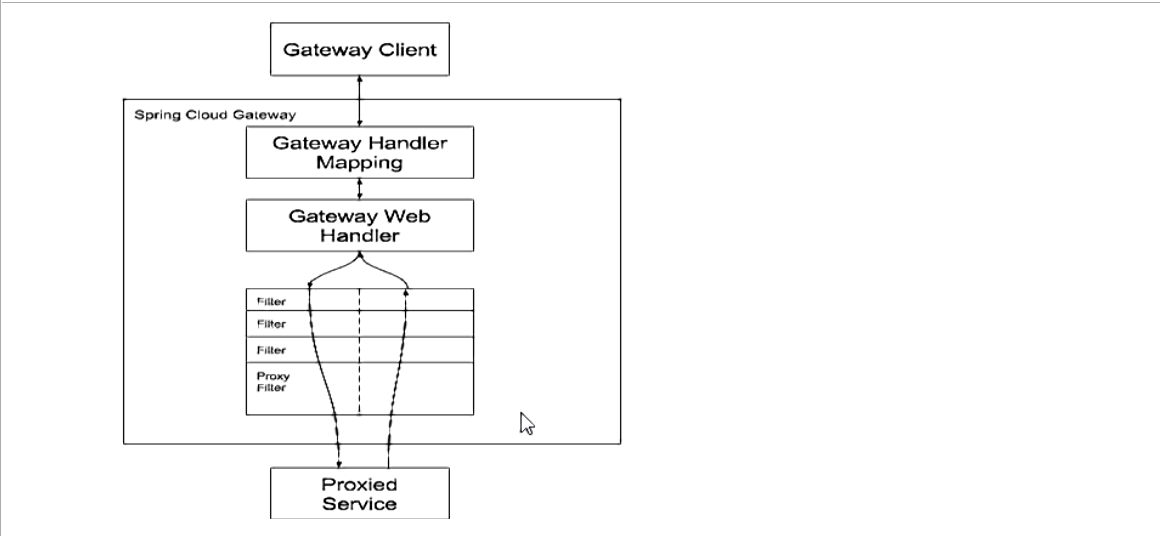 Gateway Client
Spring Cloud Gateway
Gateway Handler
Mapping
Gateway Web
Handler
Filter
Filter
Filter
Proxy
Filter
Proxied
Service